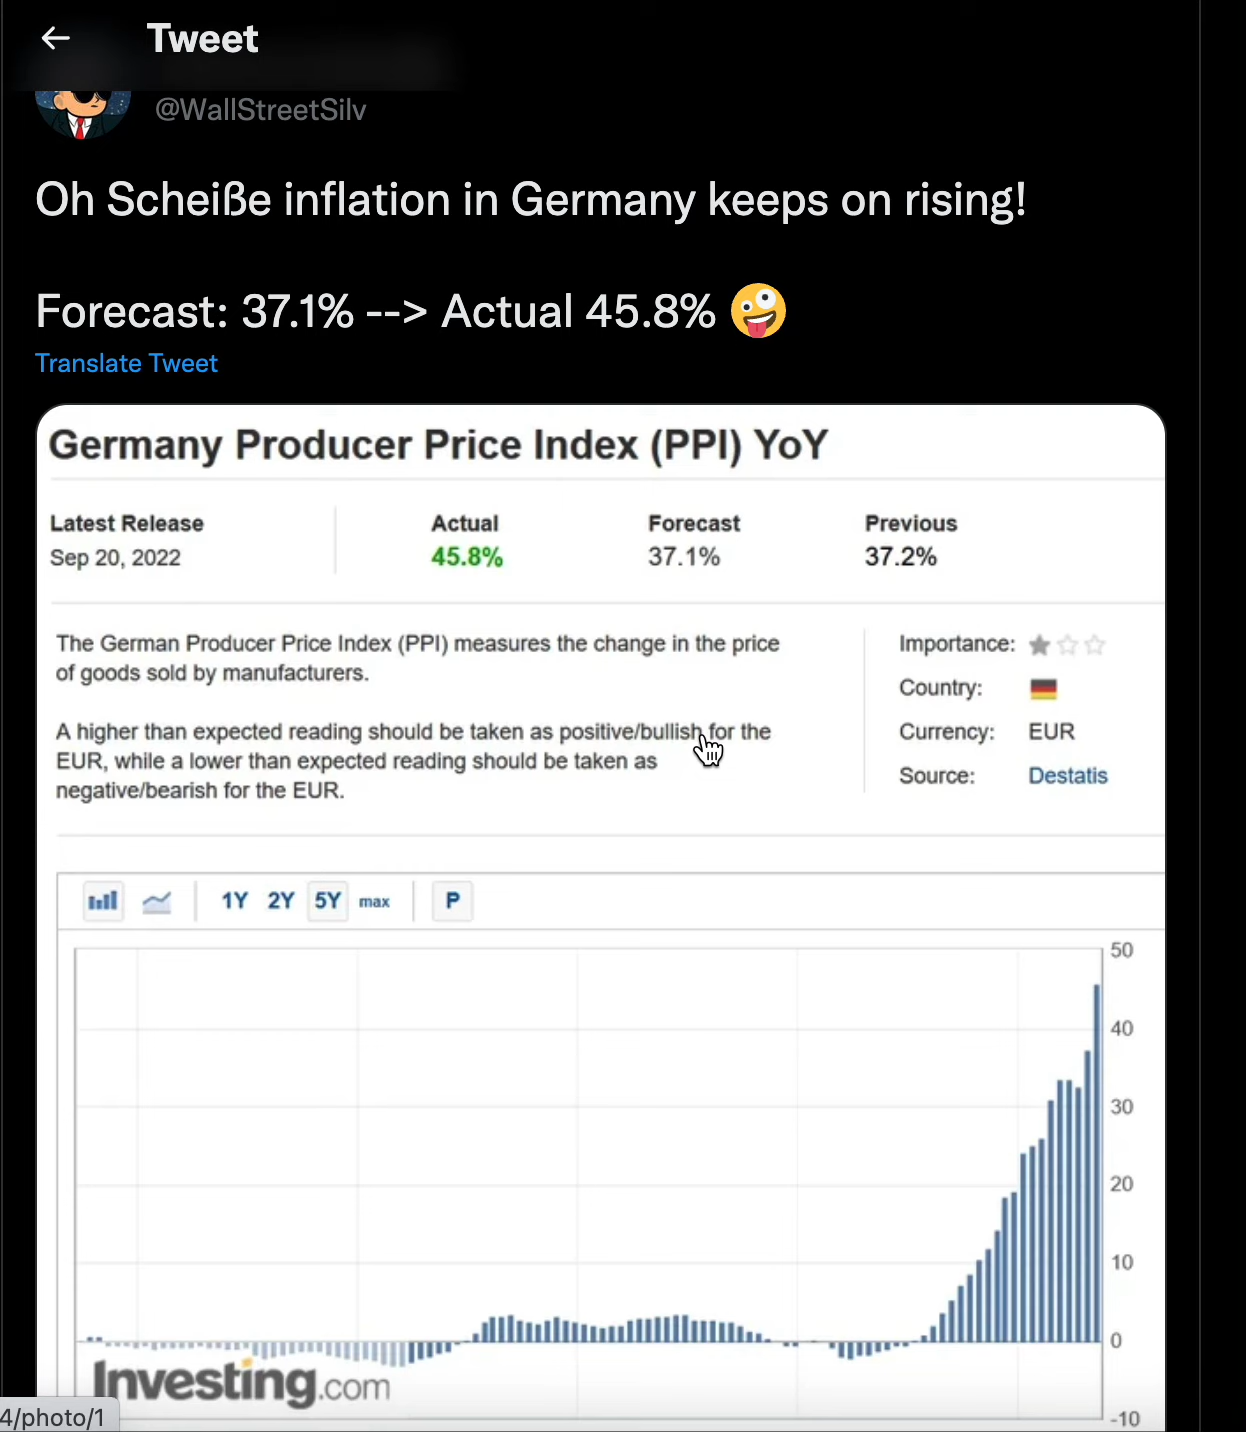 Tweet
@WallStreetSilv
Oh Scheiße inflation in Germany keeps on rising!
Forecast: 37.1% --> Actual 45.8% 🤪
Translate Tweet
Germany Producer Price Index (PPI) YoY
Latest Release
Sep 20, 2022
Actual
45.8%
Forecast
37.1%
Previous
37.2%
The German Producer Price Index (PPI) measures the change in the price
of goods sold by manufacturers.
A higher than expected reading should be taken as positive/bullish for the
EUR, while a lower than expected reading should be taken as
negative/bearish for the EUR.
Importance:
Country:
Currency: EUR
Source: Destatis
1Y 2Y 5Y max P
50
40
30
20
10
0
-10
Investing.com
4/photo/1